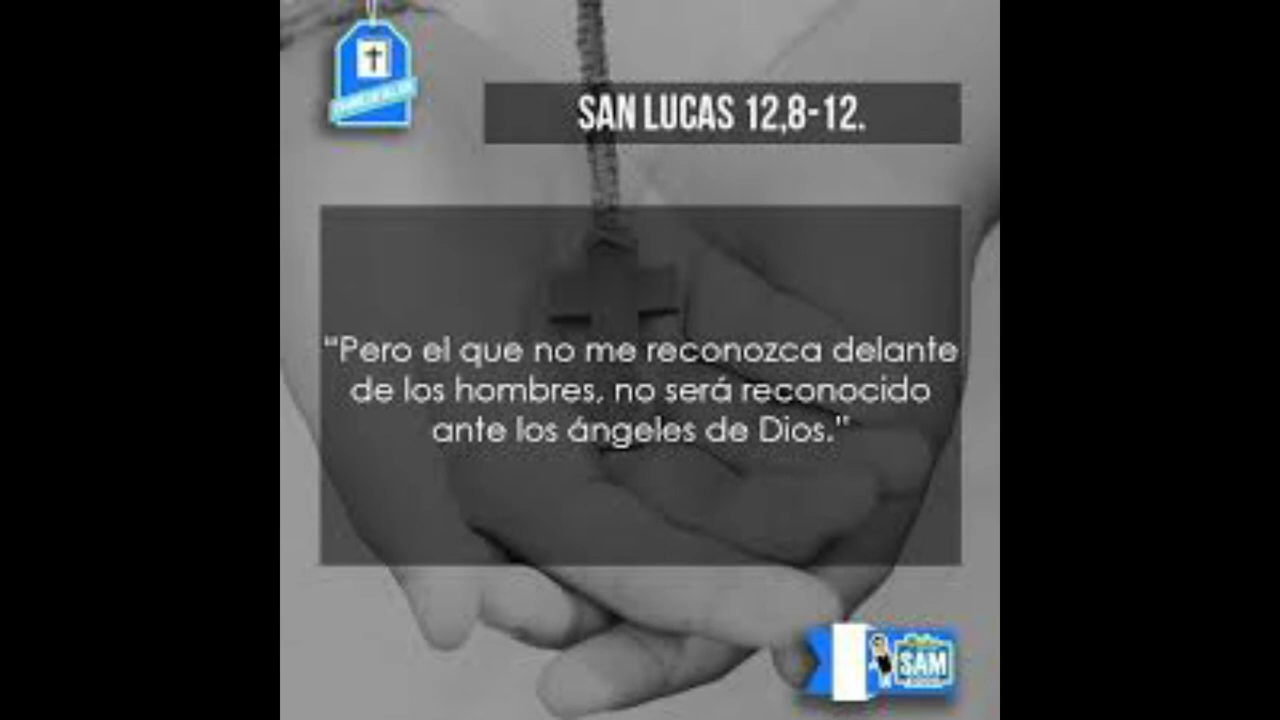 SAN LUCAS 12,8-12.
"Pero el que no me reconozca delante
de los hombres, no será reconocido
ante los ángeles de Dios."
SAM